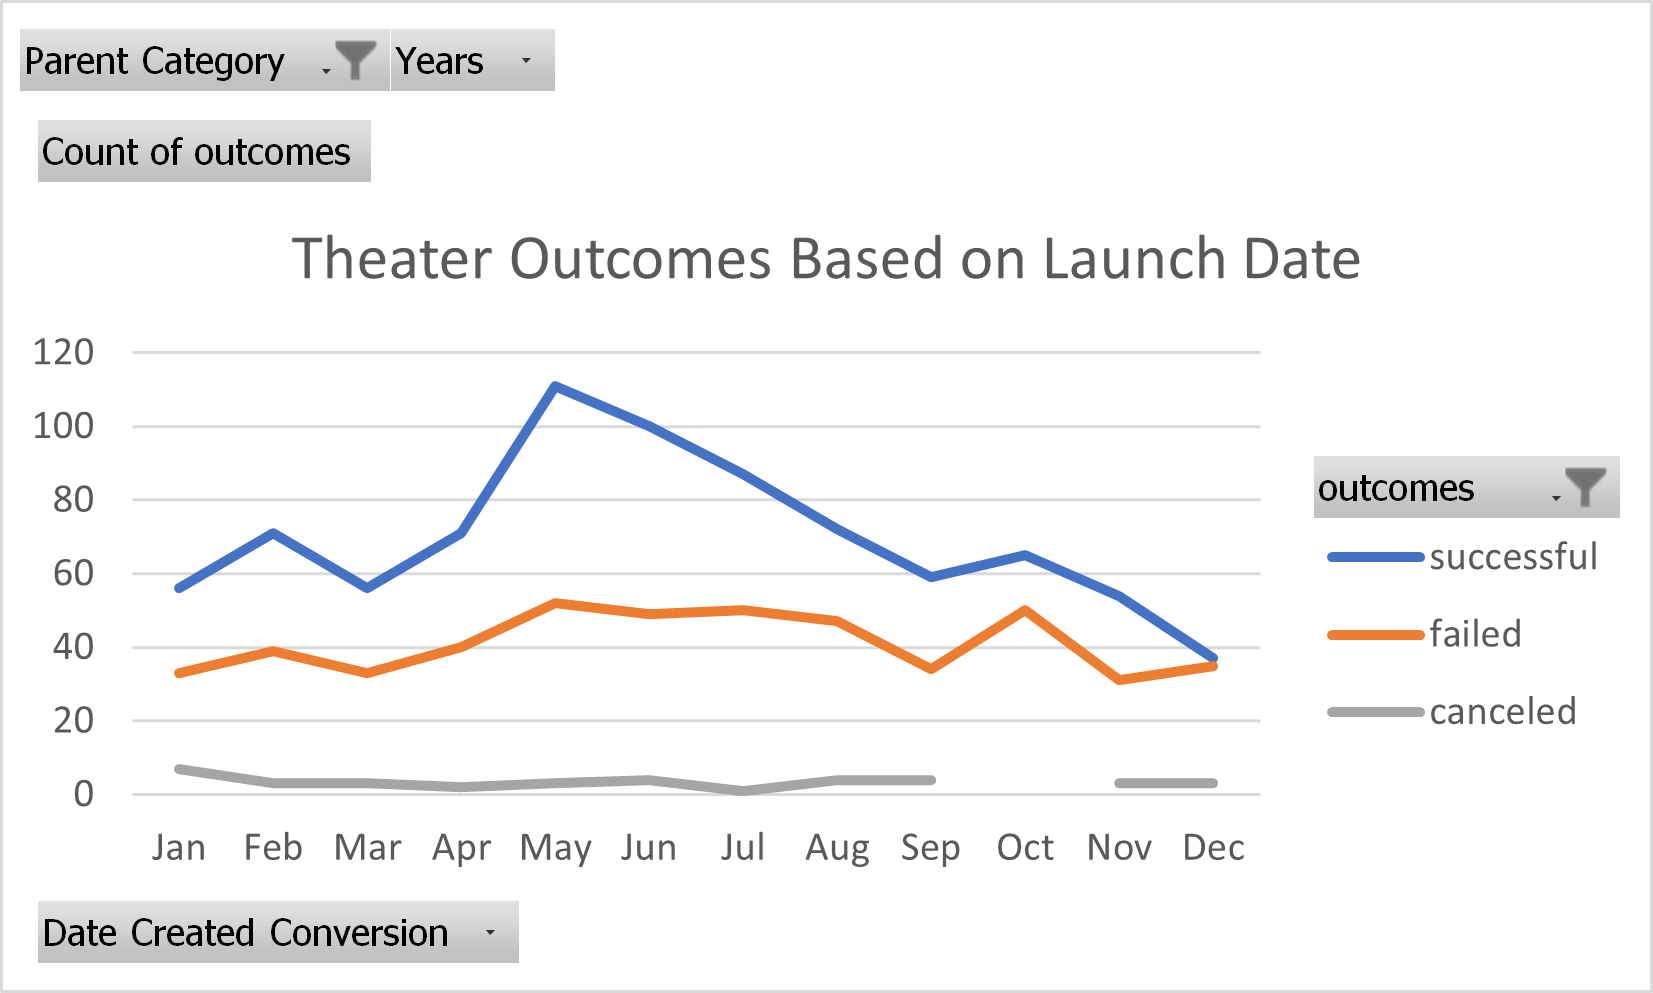 Parent Category Years
Count of outcomes
Theater Outcomes Based on Launch Date
120
100
80
60
40
20
0
Jan Feb Mar Apr May Jun Jul Aug Sep Oct Nov Dec
outcomes
successful
failed
canceled
Date Created Conversion